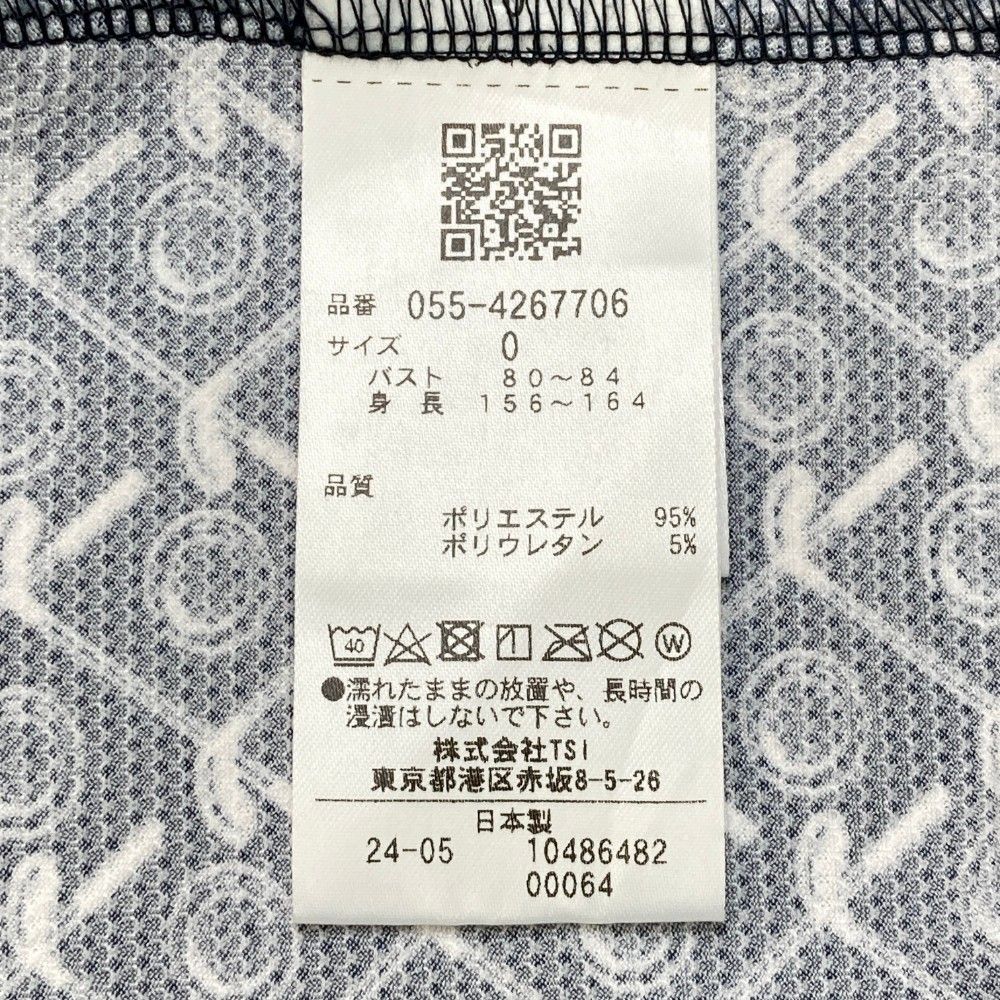 品番 055-4267706
サイズ 0
バスト 80〜84
身長 156〜164
品質
ポリエステル 95%
ポリウレタン 5%
40 W
●濡れたままの放置や、長時間の
浸漬はしないで下さい。
株式会社TSI
東京都港区赤坂8-5-26
日本製
24-05 10486482
00064